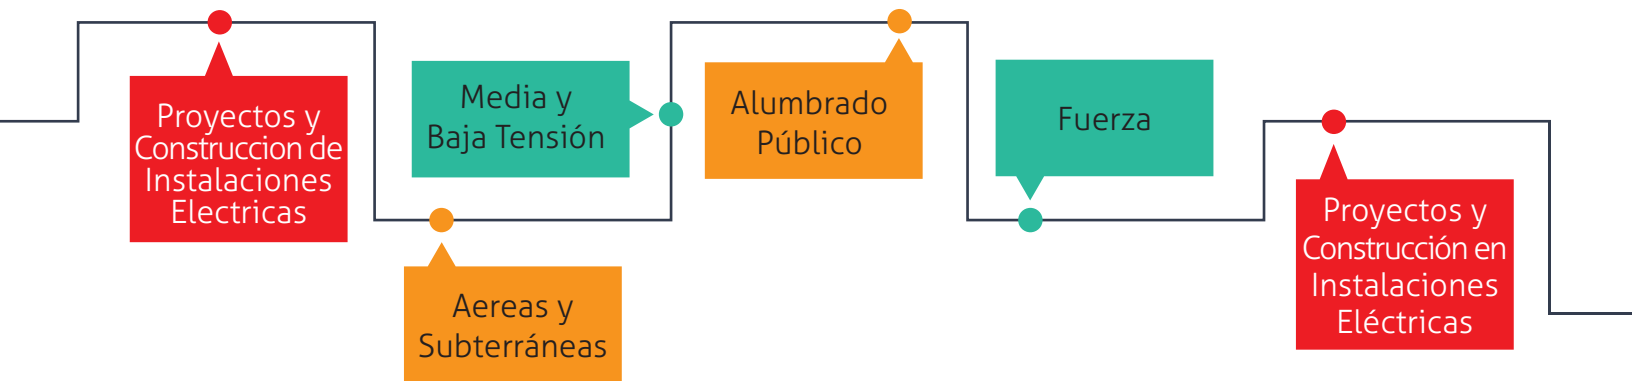 Proyectos y
Construccion de
Instalaciones
Electricas
Aereas y
Subterráneas
Media y
Baja Tensión
Alumbrado
Público
Fuerza
Proyectos y
Construcción en
Instalaciones
Eléctricas